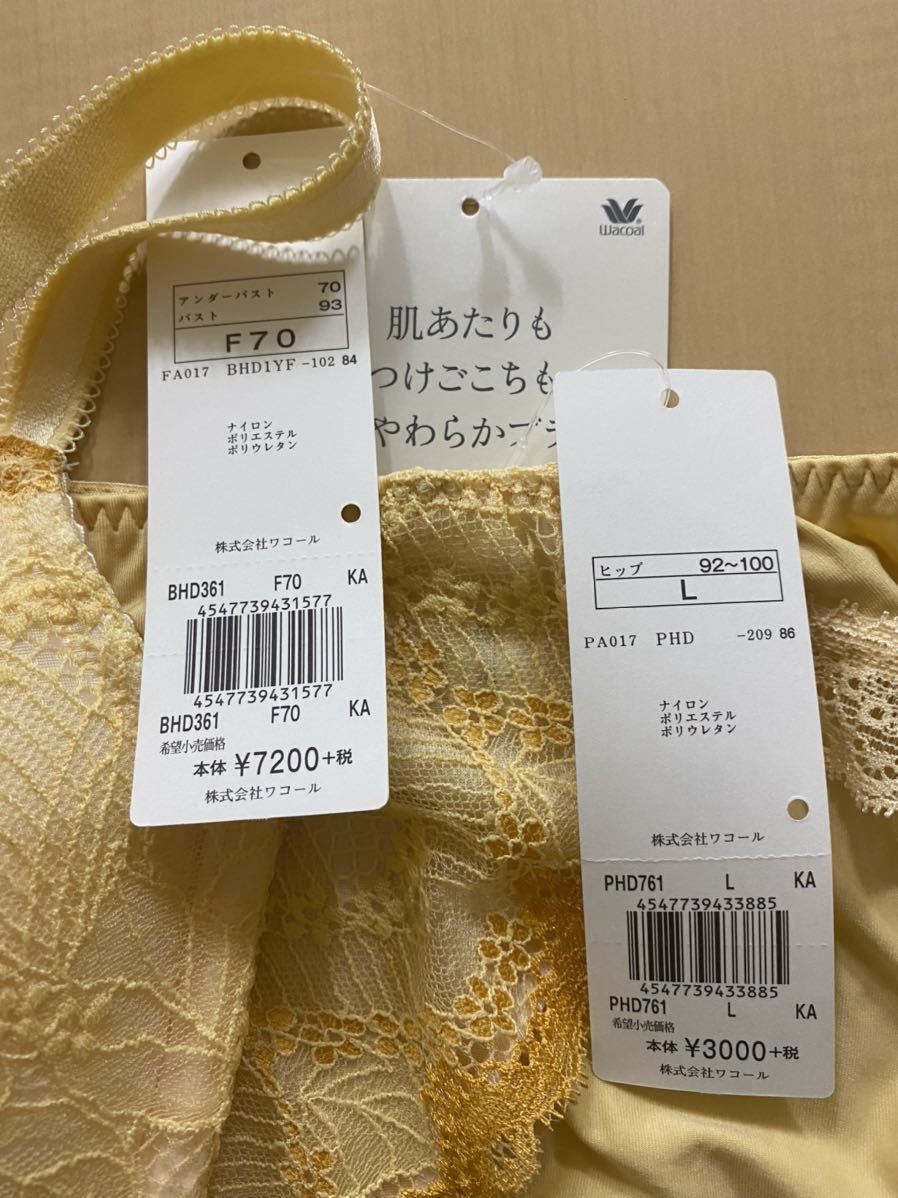 アンダーバスト 70
バスト 93
F70
FA017 BHD1YF -102 84
ナイロン
ポリエステル
ポリウレタン
株式会社ワコール
BHD361 F70 KA
4547739431577
4547739431577
BHD361 F70 KA
希望小売価格
本体 ¥7200+税
株式会社ワコール
Wacoal
肌あたりも
つけごこちも
やわらかブラ
ヒップ 92~100
L
PA017 PHD -209 86
ナイロン
ポリエステル
ポリウレタン
株式会社ワコール
PHD761 L KA
4547739433885
4547739433885
PHD761 L KA
希望小売価格
本体 ¥3000+税
株式会社ワコール